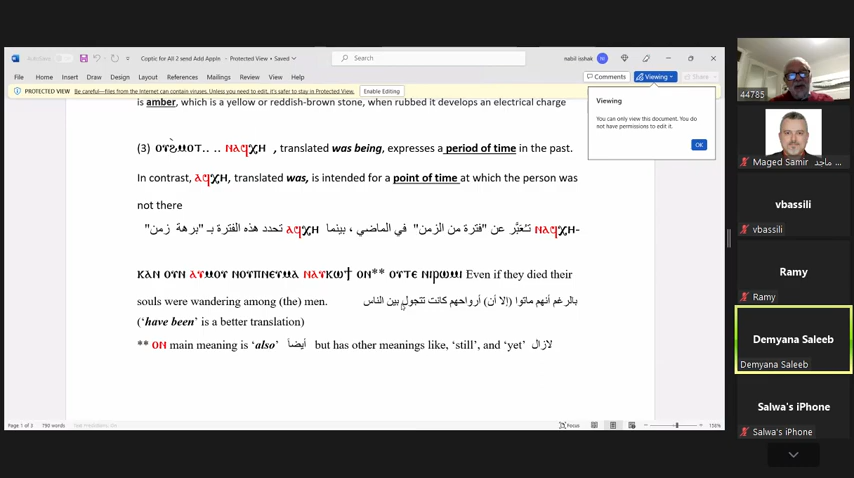 Coptic for All 2 send Add Appln - Protected View • Saved
Search
nabil ishak
File Home Insert Draw Design Layout References Mailings Review View Help
Comments Viewing Share
PROTECTED VIEW Be careful—files from the Internet can contain viruses. Unless you need to edit, it's safer to stay in Protected View. Enable Editing
Viewing
You can only view this document. You do
not have permissions to edit it.
OK
is amber, which is a yellow or reddish-brown stone, when rubbed it develops an electrical charge
(3) ⲟⲩϩ̀ⲙⲟⲧ.. .. ⲛⲁϥⲭⲏ , translated was being, expresses a period of time in the past.
In contrast, ⲁϥⲭⲏ, translated was, is intended for a point of time at which the person was
not there
ⲛⲁϥⲭⲏ- تعبَّر عن "فترة من الزمن" في الماضي ، بينما ⲁϥⲭⲏ تحدد هذه الفترة بـ "برهة زمن"
ⲕⲁⲛ ⲟⲩⲛ ⲁⲩⲙⲟⲩ ⲛⲟⲩⲡⲛⲉⲩⲙⲁ ⲛⲁⲩⲕⲱϯ ⲟⲛ** ⲟⲩⲧⲉ ⲛⲓⲣⲱⲙⲓ Even if they died their
souls were wandering among (the) men. بالرغم أنهم ماتوا (إلا أن) أرواحهم كانت تتجول بين الناس
('have been' is a better translation)
** ⲟⲛ main meaning is 'also' أيضاً but has other meanings like, 'still', and 'yet' لازال
Page 1 of 3 790 words
Focus
150%
44785
Maged Samir ماجد ...
vbassili
vbassili
Ramy
Ramy
Demyana Saleeb
Demyana Saleeb
Salwa's iPhone
Salwa's iPhone